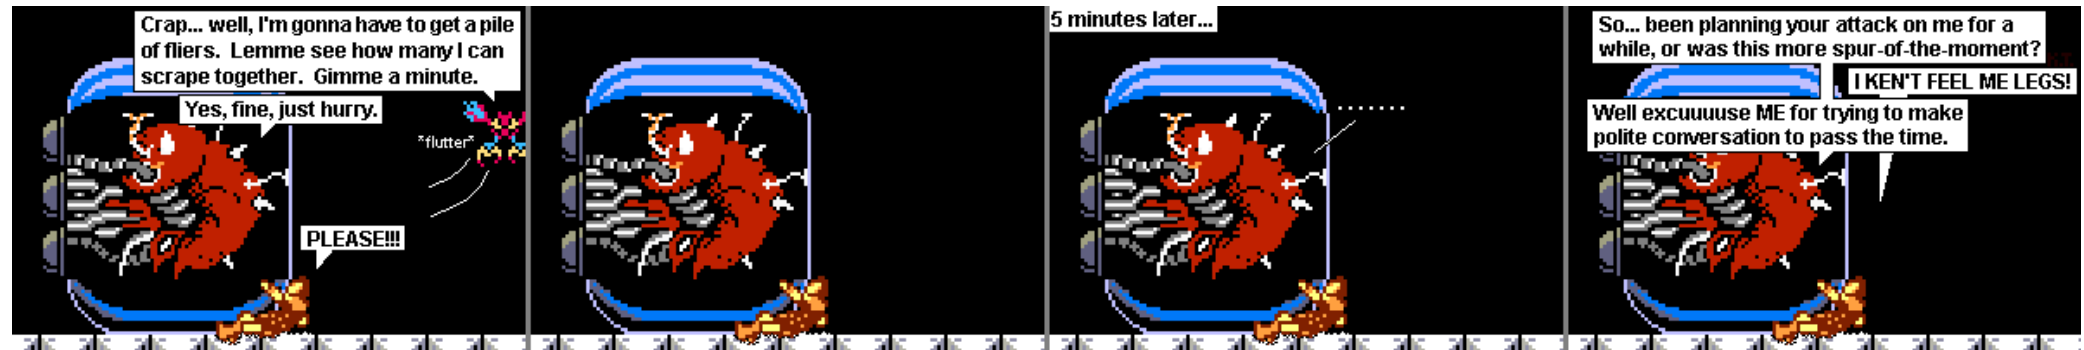 Crap... well, I'm gonna have to get a pile
of fliers. Lemme see how many I can
scrape together. Gimme a minute.
Yes, fine, just hurry.
*flutter*
PLEASE!!!
5 minutes later...
.......
So... been planning your attack on me for a
while, or was this more spur-of-the-moment?
I KEN'T FEEL ME LEGS!
Well excuuuuse ME for trying to make
polite conversation to pass the time.